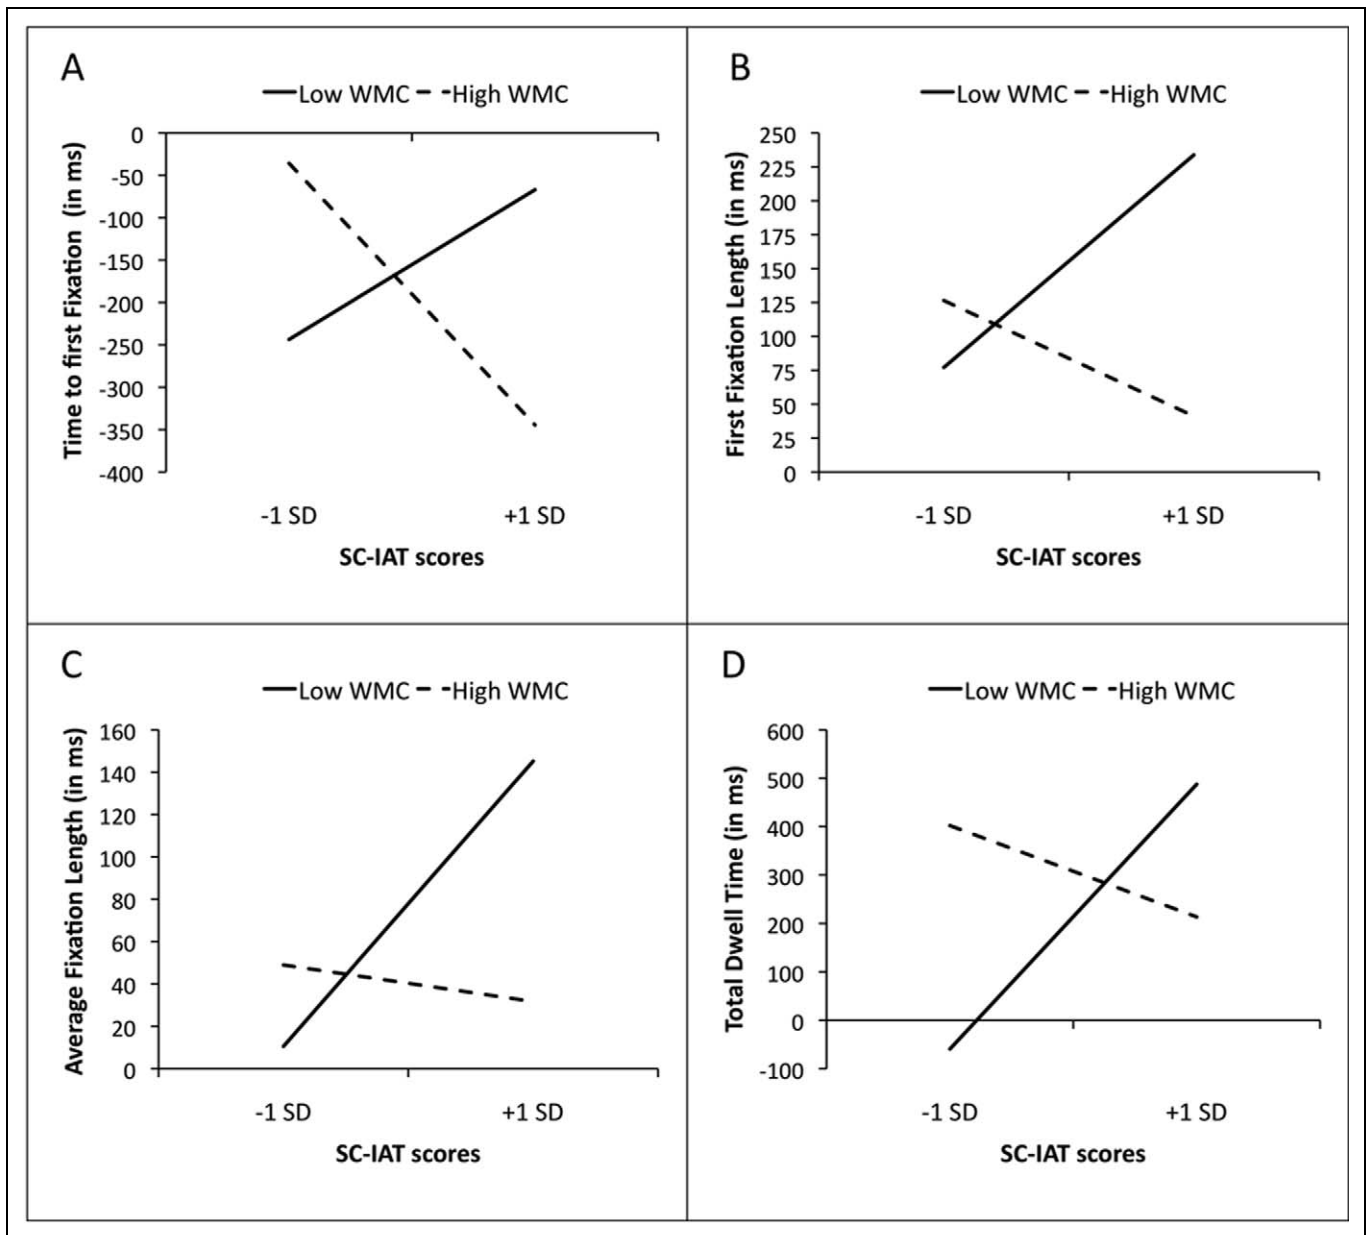 A
Low WMC High WMC
0
-50
-100
-150
-200
-250
-300
-350
-400
Time to first Fixation (in ms)
-1 SD +1 SD
SC-IAT scores
B
Low WMC High WMC
250
225
200
175
150
125
100
75
50
25
0
First Fixation Length (in ms)
-1 SD +1 SD
SC-IAT scores
C
Low WMC High WMC
160
140
120
100
80
60
40
20
0
Average Fixation Length (in ms)
-1 SD +1 SD
SC-IAT scores
D
Low WMC High WMC
600
500
400
300
200
100
0
-100
Total Dwell Time (in ms)
-1 SD +1 SD
SC-IAT scores